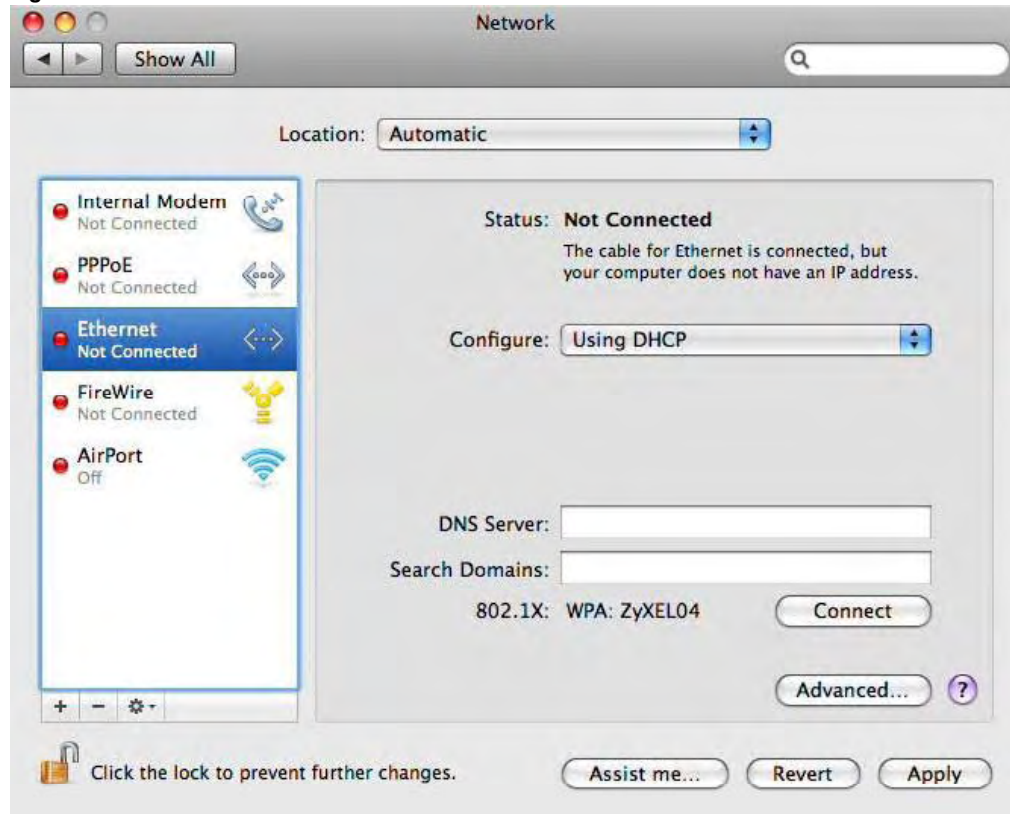 Network
Show All
Location: Automatic
Internal Modem
Not Connected
PPPoE
Not Connected
Ethernet
Not Connected
FireWire
Not Connected
AirPort
Off
Status: Not Connected
The cable for Ethernet is connected, but
your computer does not have an IP address.
Configure: Using DHCP
DNS Server:
Search Domains:
802.1X: WPA: ZyXEL04 Connect
Advanced... ?
+ -
Click the lock to prevent further changes.
Assist me... Revert Apply